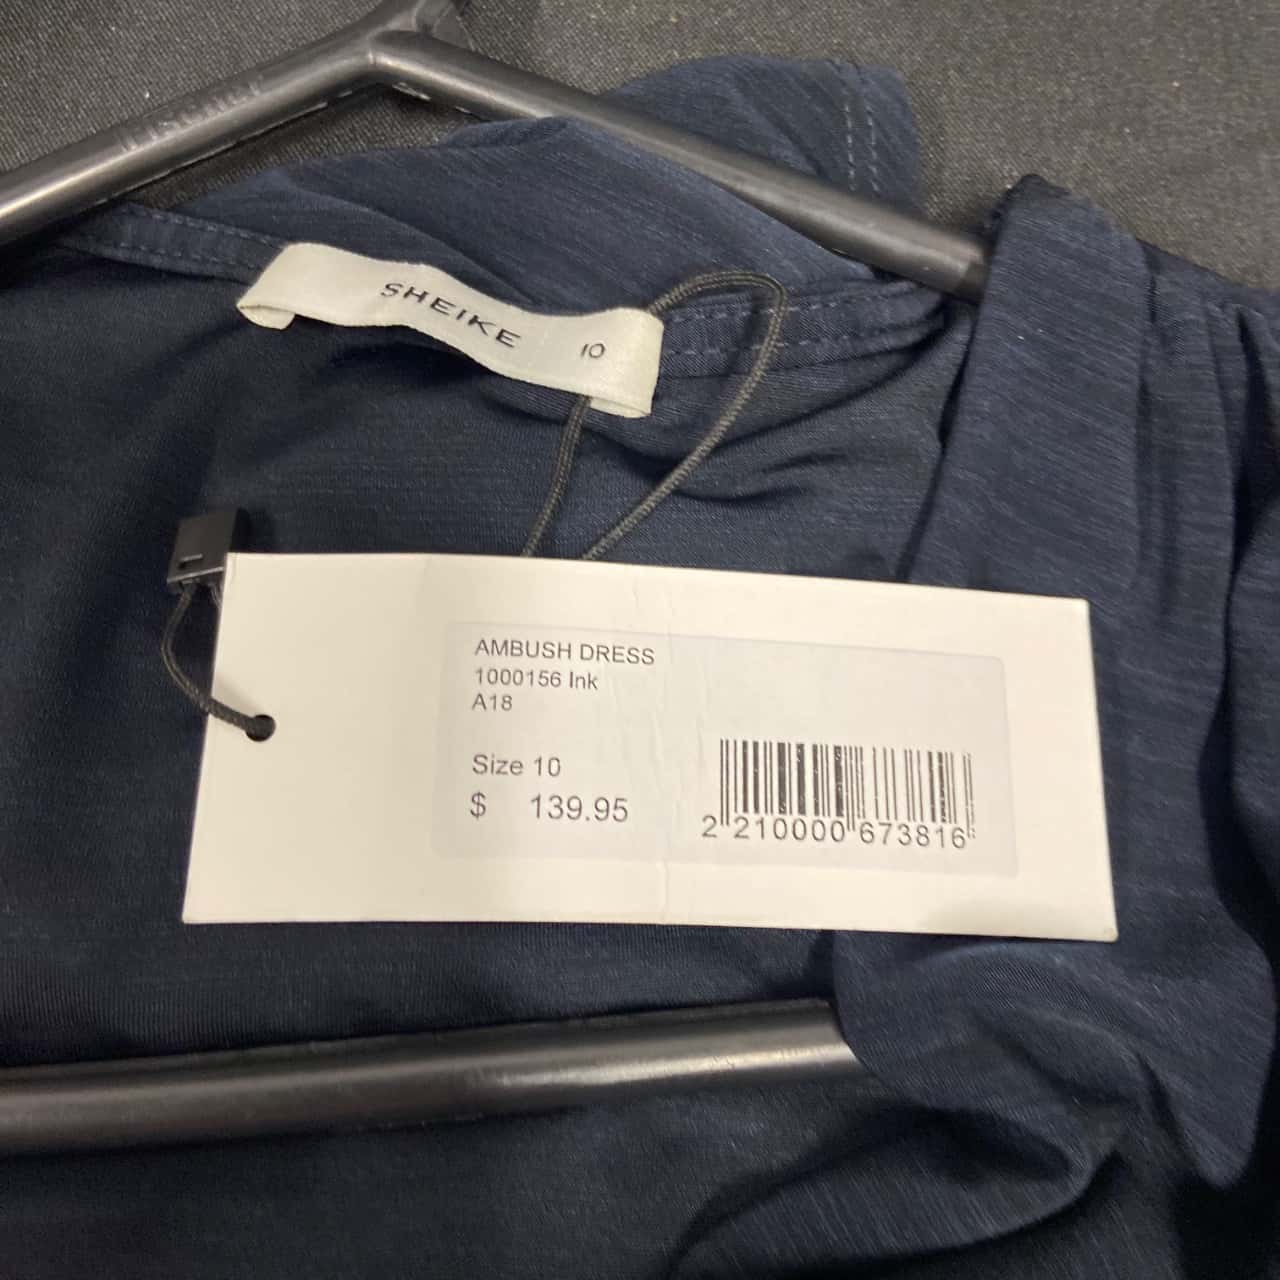 SHEIKE 10
AMBUSH DRESS
1000156 Ink
A18
Size 10
$ 139.95
2 210000 673816